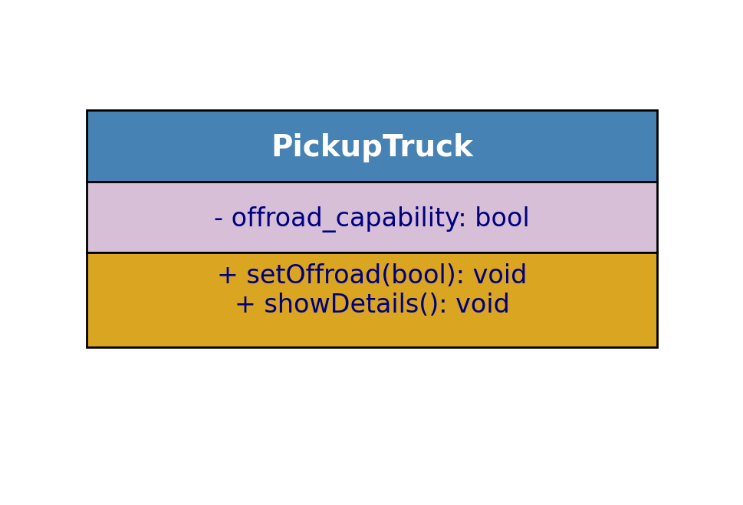 PickupTruck
- offroad_capability: bool
+ setOffroad(bool): void
+ showDetails(): void